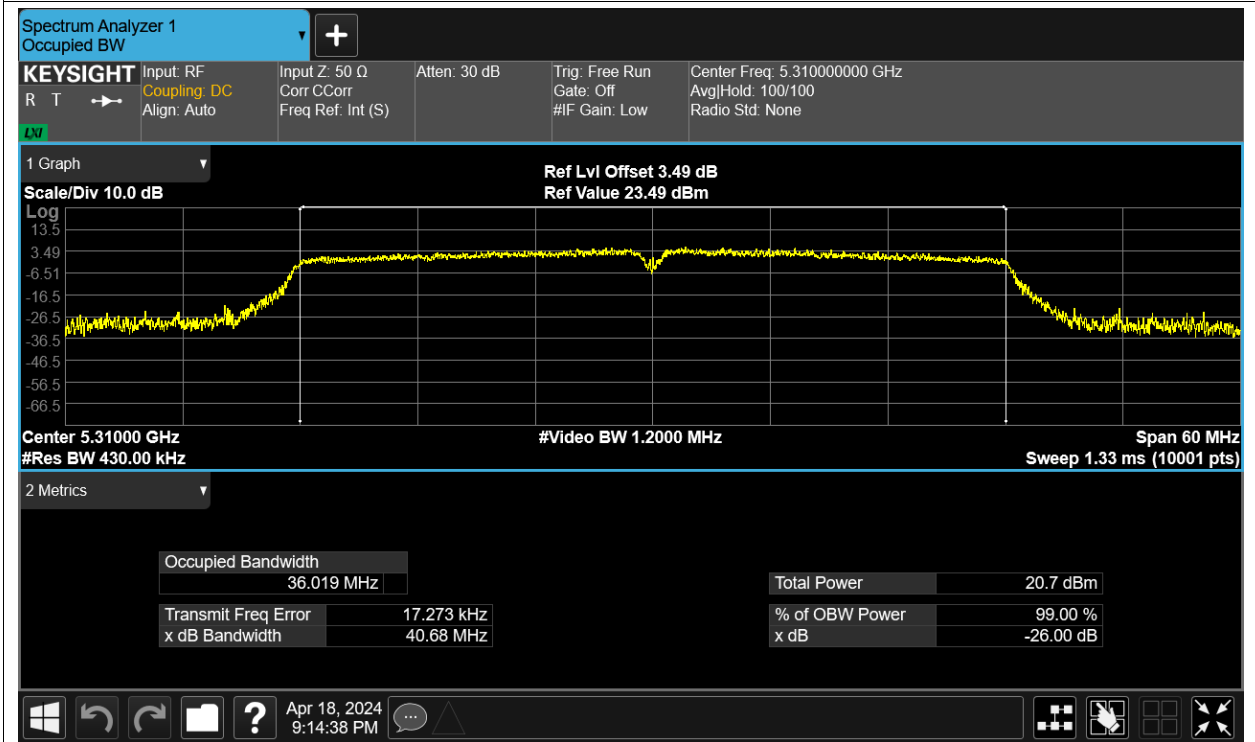 Spectrum Analyzer 1
Occupied BW
KEYSIGHT
R T
LXI
Input: RF
Coupling: DC
Align: Auto
Input Z: 50 Ω
Corr CCorr
Freq Ref: Int (S)
Atten: 30 dB
Trig: Free Run
Gate: Off
#IF Gain: Low
Center Freq: 5.310000000 GHz
Avg|Hold: 100/100
Radio Std: None
1 Graph
Scale/Div 10.0 dB
Ref Lvl Offset 3.49 dB
Ref Value 23.49 dBm
Log
13.5
3.49
-6.51
-16.5
-26.5
-36.5
-46.5
-56.5
-66.5
Center 5.31000 GHz
#Res BW 430.00 kHz
#Video BW 1.2000 MHz
Span 60 MHz
Sweep 1.33 ms (10001 pts)
2 Metrics
Occupied Bandwidth
36.019 MHz
Transmit Freq Error 17.273 kHz
x dB Bandwidth 40.68 MHz
Total Power 20.7 dBm
% of OBW Power 99.00 %
x dB -26.00 dB
?
Apr 18, 2024
9:14:38 PM